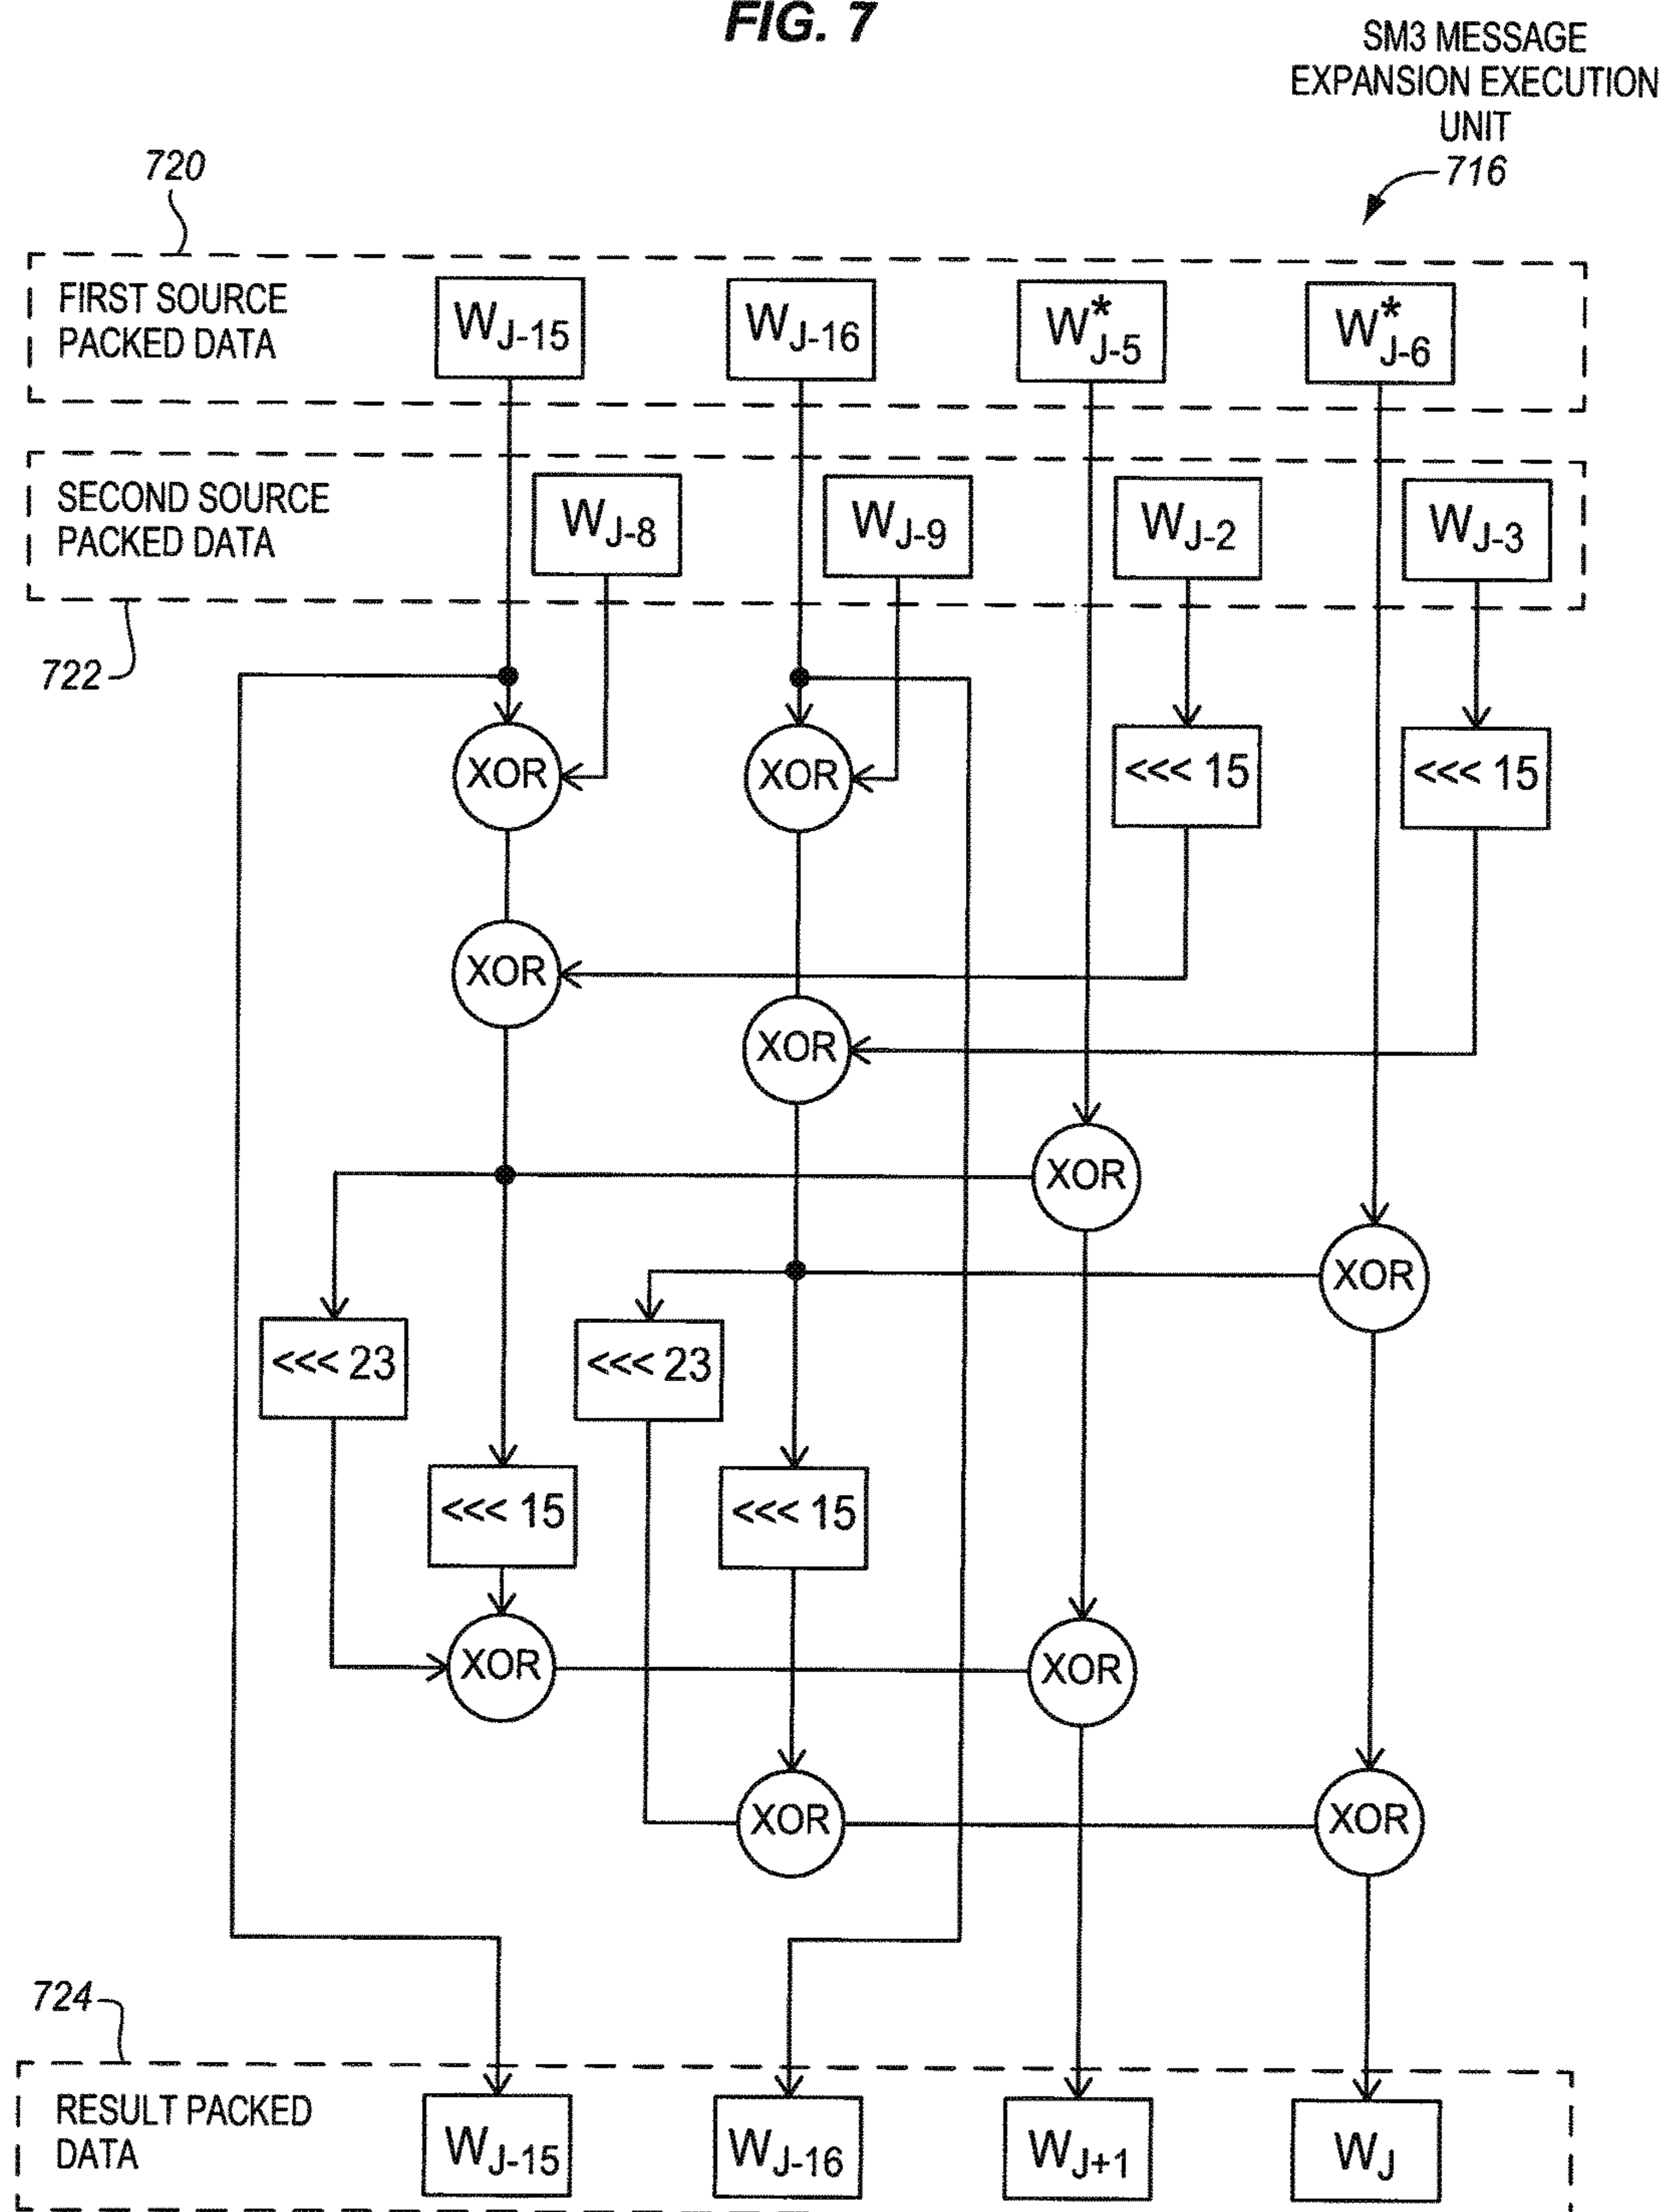 FIG. 7
SM3 MESSAGE
EXPANSION EXECUTION
UNIT
716
720
FIRST SOURCE
PACKED DATA
WJ-15
WJ-16
W*J-5
W*J-6
SECOND SOURCE
PACKED DATA
WJ-8
WJ-9
WJ-2
WJ-3
722
XOR
XOR
<<< 15
<<< 15
XOR
XOR
XOR
XOR
<<< 23
<<< 23
<<< 15
<<< 15
XOR
XOR
XOR
XOR
724
RESULT PACKED
DATA
WJ-15
WJ-16
WJ+1
WJ